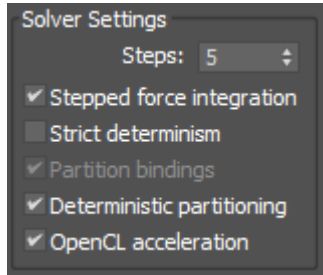 Solver Settings
Steps: 5
Stepped force integration
Strict determinism
Partition bindings
Deterministic partitioning
OpenCL acceleration